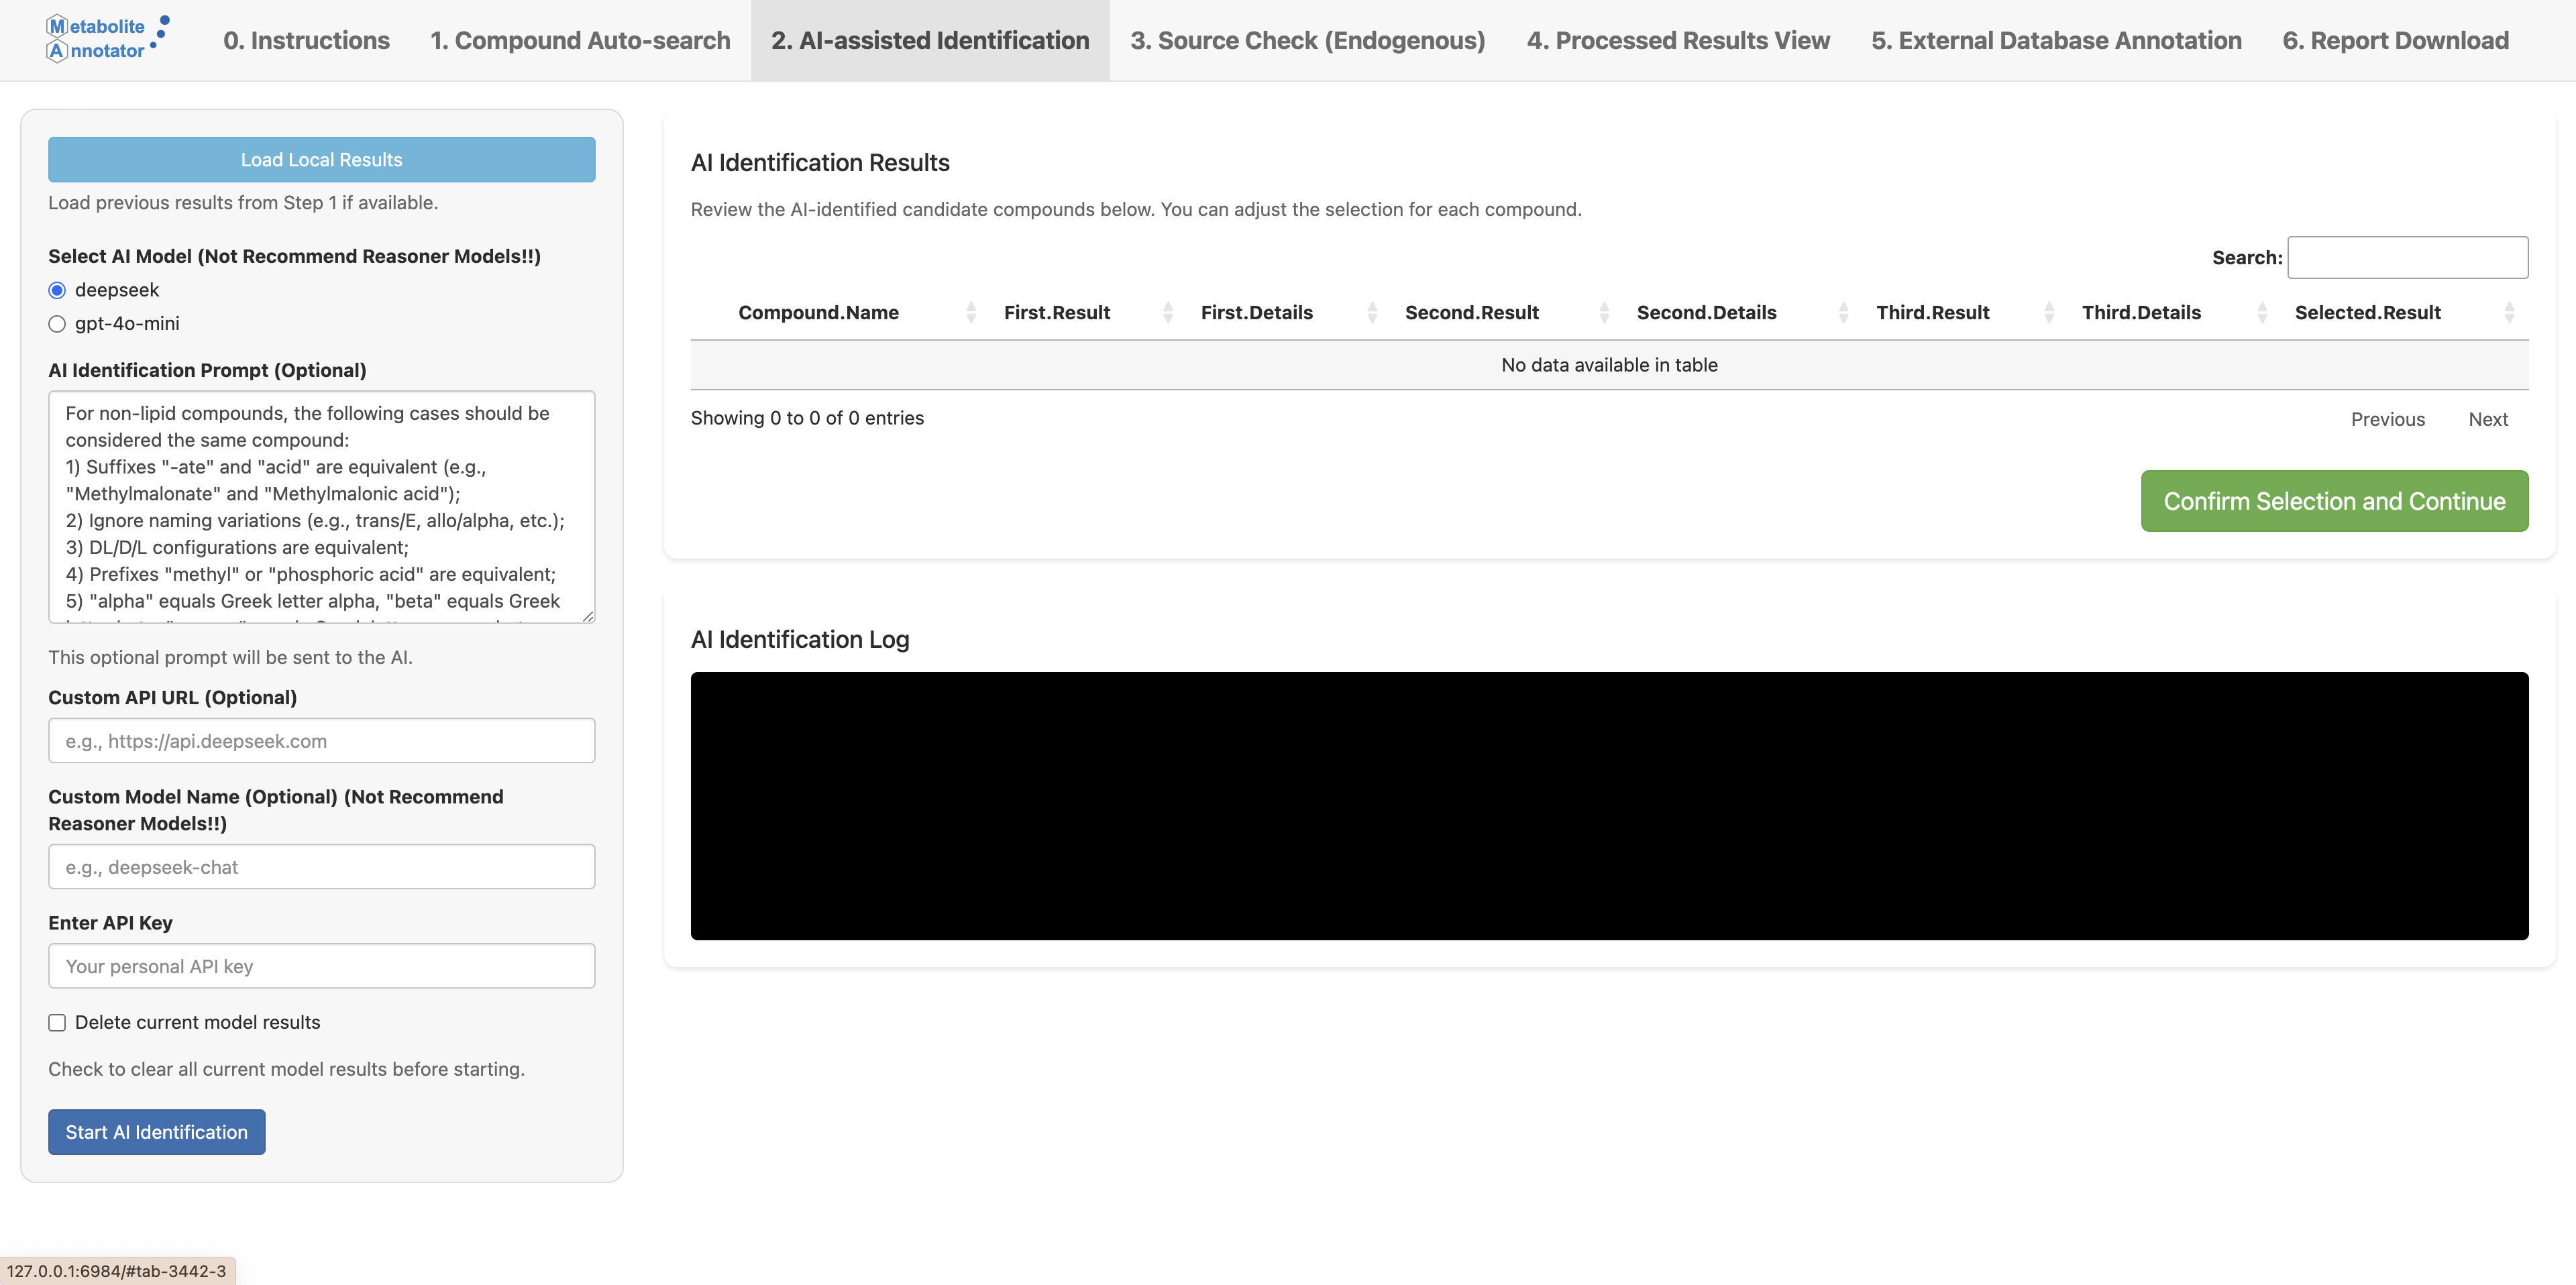 Metabolite
Annotator
0. Instructions
1. Compound Auto-search
2. AI-assisted Identification
3. Source Check (Endogenous)
4. Processed Results View
5. External Database Annotation
6. Report Download
Load Local Results
Load previous results from Step 1 if available.
Select AI Model (Not Recommend Reasoner Models!!)
deepseek
gpt-4o-mini
AI Identification Prompt (Optional)
For non-lipid compounds, the following cases should be
considered the same compound:
1) Suffixes "-ate" and "acid" are equivalent (e.g.,
"Methylmalonate" and "Methylmalonic acid");
2) Ignore naming variations (e.g., trans/E, allo/alpha, etc.);
3) DL/D/L configurations are equivalent;
4) Prefixes "methyl" or "phosphoric acid" are equivalent;
5) "alpha" equals Greek letter alpha, "beta" equals Greek
This optional prompt will be sent to the AI.
Custom API URL (Optional)
e.g., https://api.deepseek.com
Custom Model Name (Optional) (Not Recommend
Reasoner Models!!)
e.g., deepseek-chat
Enter API Key
Your personal API key
Delete current model results
Check to clear all current model results before starting.
Start AI Identification
AI Identification Results
Review the AI-identified candidate compounds below. You can adjust the selection for each compound.
Search:
Compound.Name First.Result First.Details Second.Result Second.Details Third.Result Third.Details Selected.Result
No data available in table
Showing 0 to 0 of 0 entries
Previous Next
Confirm Selection and Continue
AI Identification Log
127.0.0.1:6984/#tab-3442-3